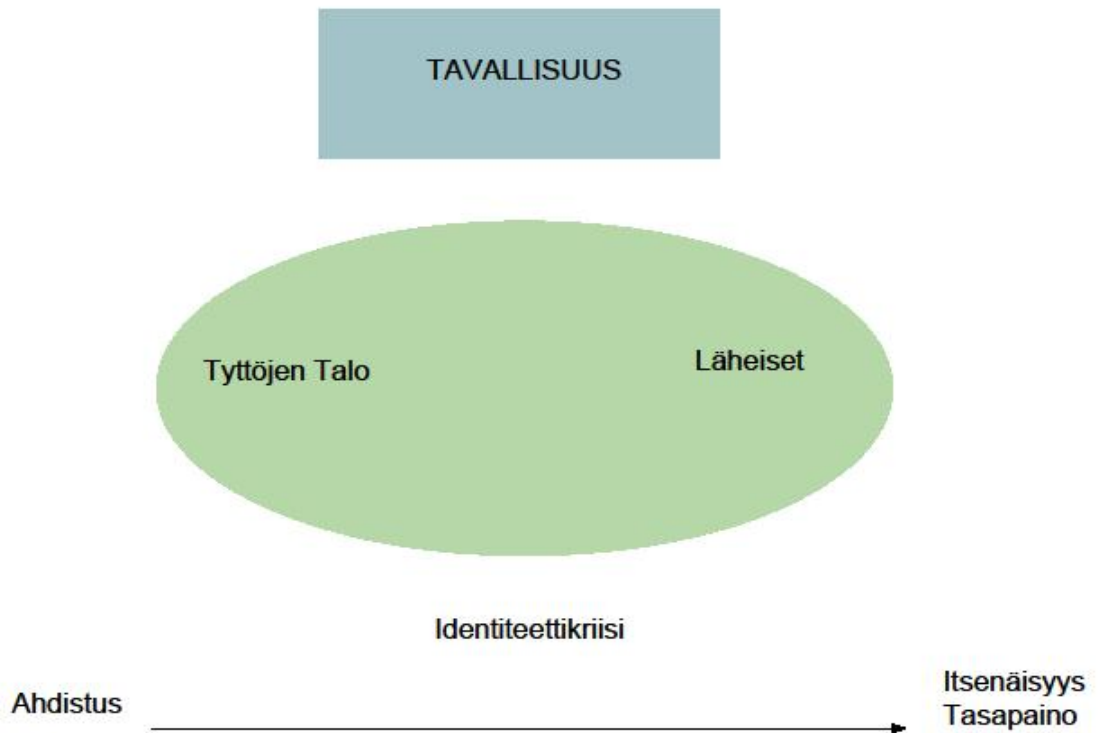 TAVALLISUUS
Tyttöjen Talo
Läheiset
Identiteettikriisi
Ahdistus
Itsenäisyys
Tasapaino